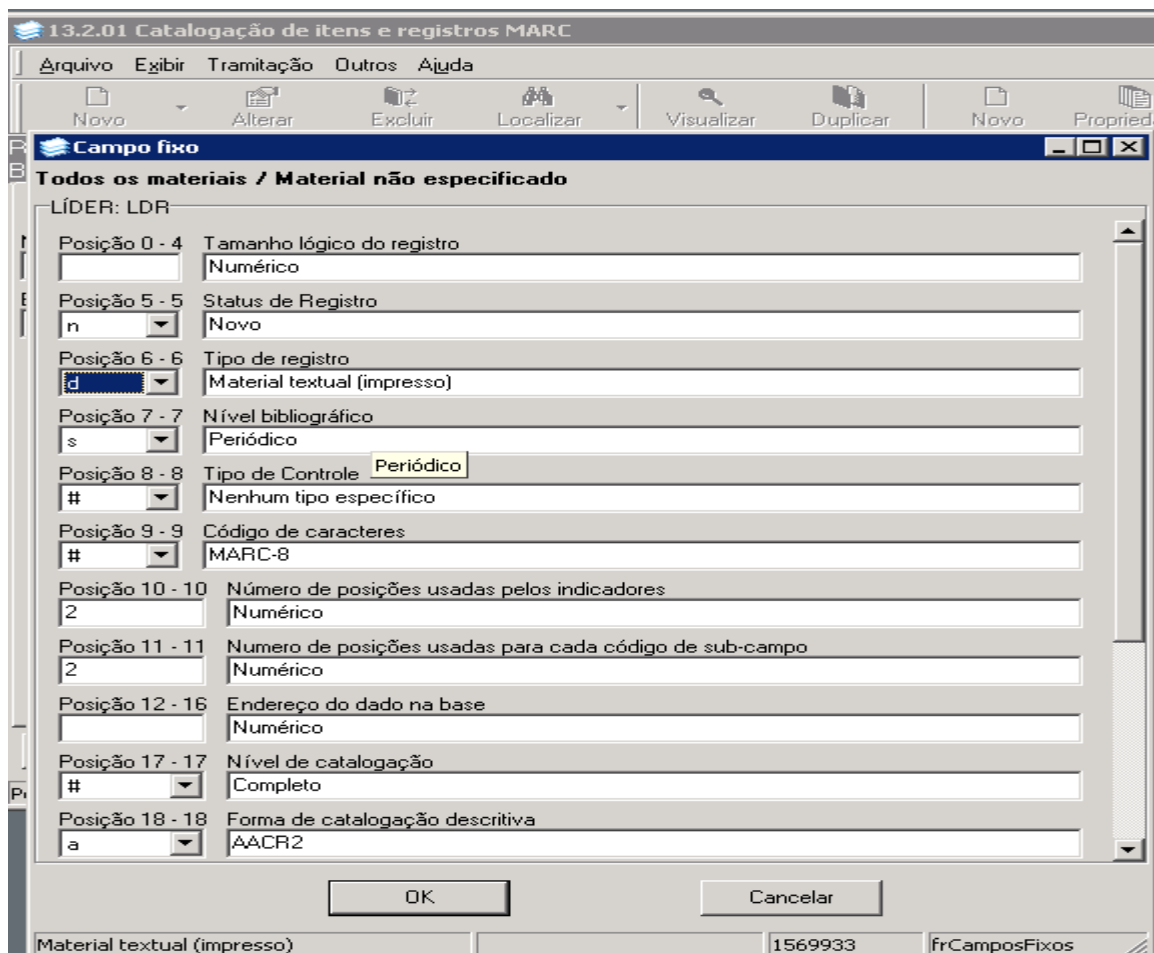 13.2.01 Catalogação de itens e registros MARC
Arquivo Exibir Tramitação Outros Ajuda
Novo Alterar Excluir Localizar Visualizar Duplicar Novo Propried
Campo fixo
Todos os materiais / Material não especificado
LÍDER: LDR
Posição 0 - 4 Tamanho lógico do registro
Numérico
Posição 5 - 5 Status de Registro
n Novo
Posição 6 - 6 Tipo de registro
d Material textual (impresso)
Posição 7 - 7 Nível bibliográfico
s Periódico
Posição 8 - 8 Tipo de Controle Periódico
# Nenhum tipo específico
Posição 9 - 9 Código de caracteres
# MARC-8
Posição 10 - 10 Número de posições usadas pelos indicadores
2 Numérico
Posição 11 - 11 Numero de posições usadas para cada código de sub-campo
2 Numérico
Posição 12 - 16 Endereço do dado na base
Numérico
Posição 17 - 17 Nível de catalogação
# Completo
Posição 18 - 18 Forma de catalogação descritiva
a AACR2
OK Cancelar
Material textual (impresso) 1569933 frCamposFixos